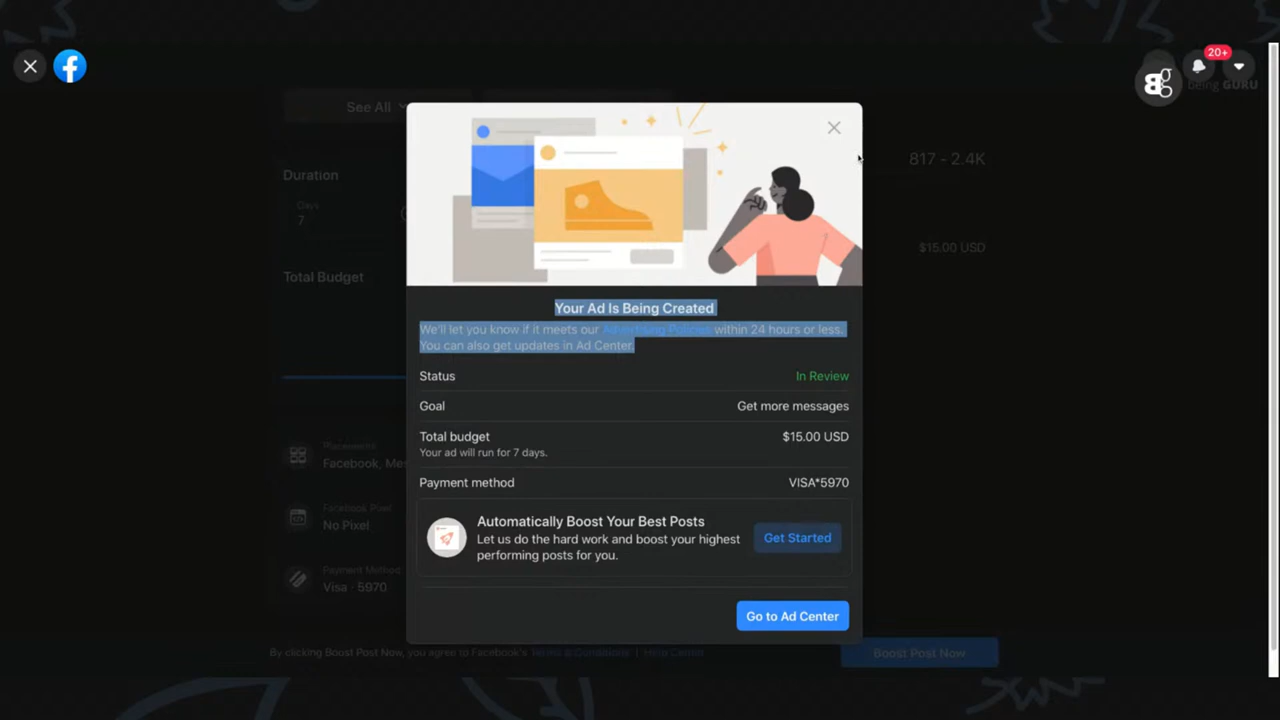 20+
being GURU
See All
817 - 2.4K
Duration
Days
7
$15.00 USD
Total Budget
Your Ad Is Being Created
We'll let you know if it meets our Advertising Policies within 24 hours or less.
You can also get updates in Ad Center.
Status In Review
Goal Get more messages
Total budget $15.00 USD
Your ad will run for 7 days.
Payment method VISA*5970
Placements
Facebook, Mes
Facebook Pixel
No Pixel
Automatically Boost Your Best Posts
Let us do the hard work and boost your highest
performing posts for you.
Get Started
Payment Method
Visa · 5970
Go to Ad Center
By clicking Boost Post Now, you agree to Facebook's Terms & Conditions | Help Center
Boost Post Now